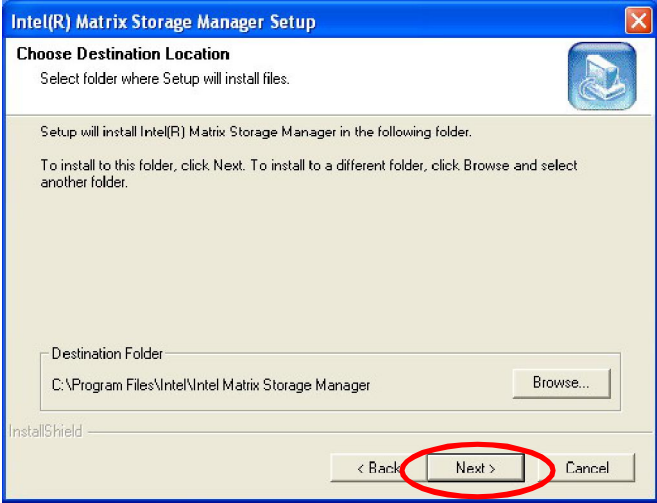 Intel(R) Matrix Storage Manager Setup
Choose Destination Location
Select folder where Setup will install files.
Setup will install Intel(R) Matrix Storage Manager in the following folder.
To install to this folder, click Next. To install to a different folder, click Browse and select
another folder.
Destination Folder
C:\Program Files\Intel\Intel Matrix Storage Manager
Browse...
InstallShield
< Back
Next >
Cancel